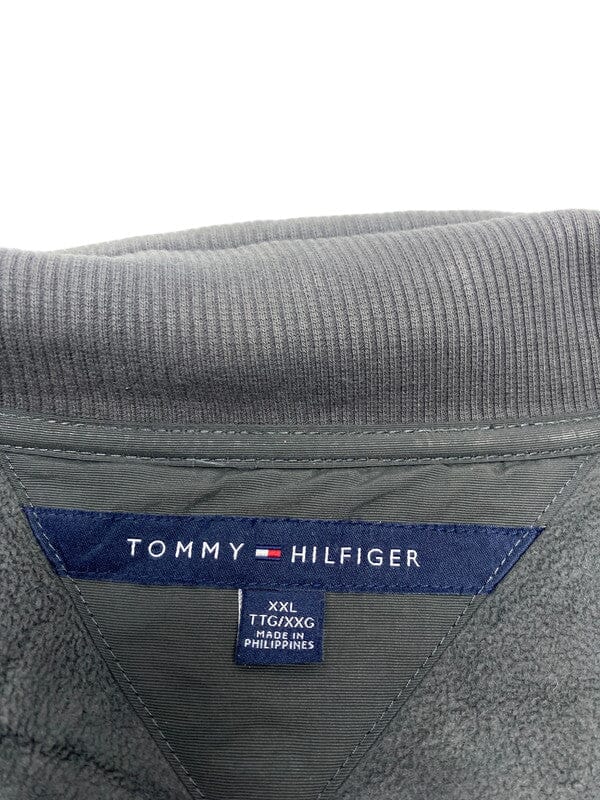 TOMMY HILFIGER
XXL
TTG/XXG
MADE IN
PHILIPPINES